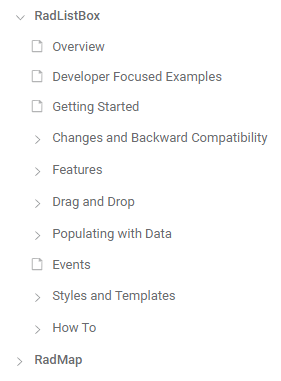 RadListBox
Overview
Developer Focused Examples
Getting Started
Changes and Backward Compatibility
Features
Drag and Drop
Populating with Data
Events
Styles and Templates
How To
RadMap